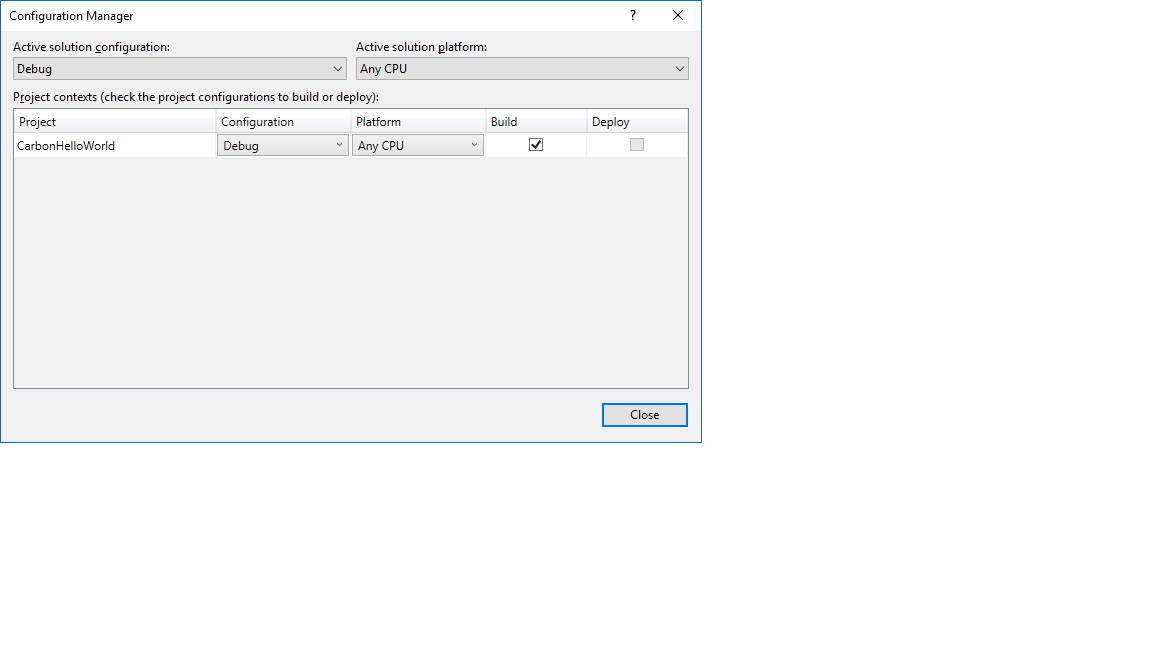 Configuration Manager ?
Active solution configuration: Active solution platform:
Debug Any CPU
Project contexts (check the project configurations to build or deploy):
Project Configuration Platform Build Deploy
CarbonHelloWorld Debug Any CPU
Close